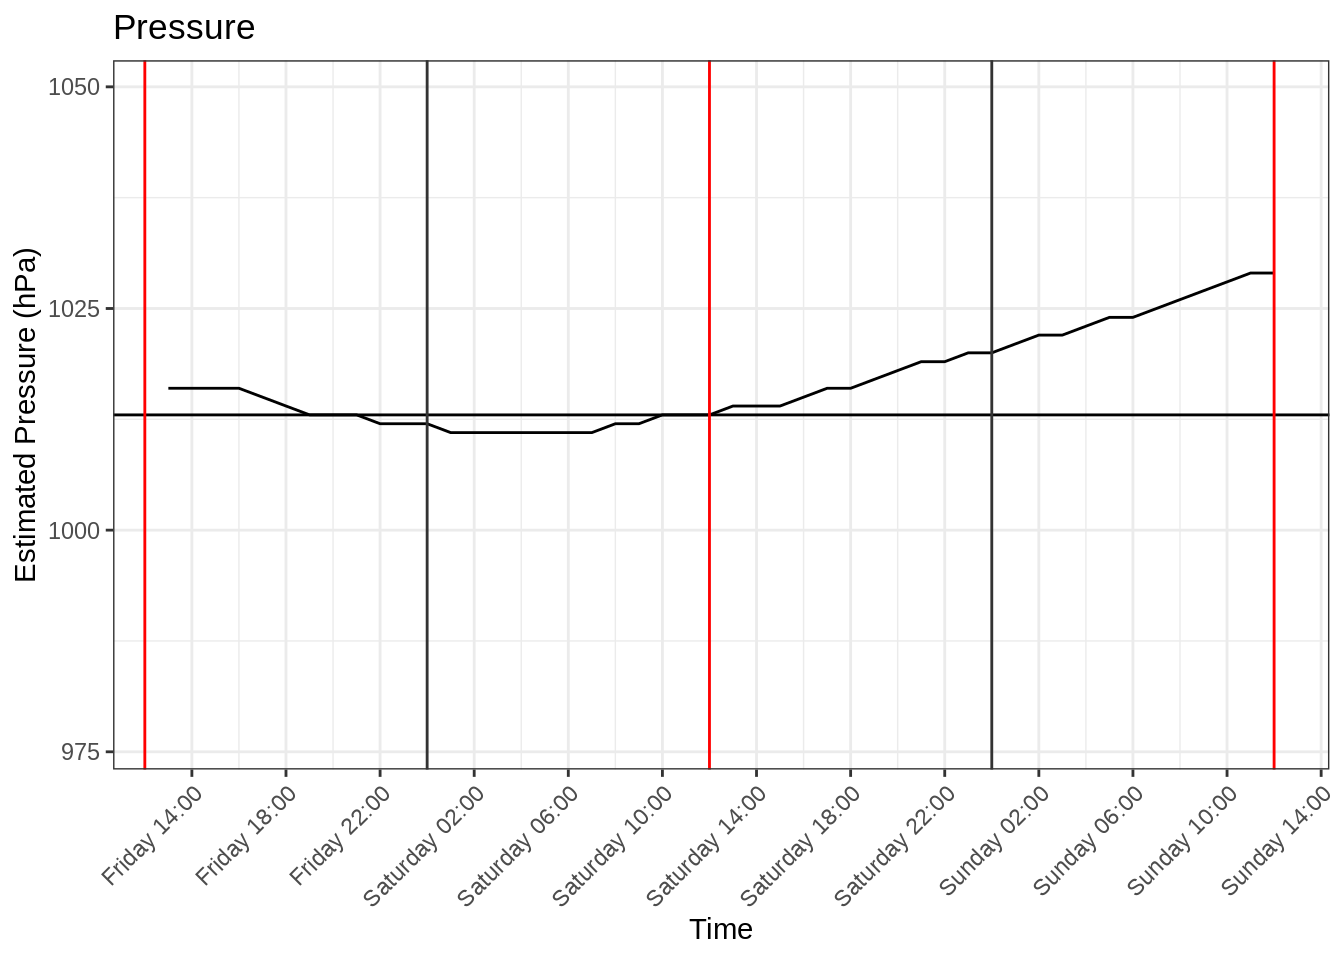 Pressure
1050
1025
1000
975
Estimated Pressure (hPa)
Friday 14:00
Friday 18:00
Friday 22:00
Saturday 02:00
Saturday 06:00
Saturday 10:00
Saturday 14:00
Saturday 18:00
Saturday 22:00
Sunday 02:00
Sunday 06:00
Sunday 10:00
Sunday 14:00
Time